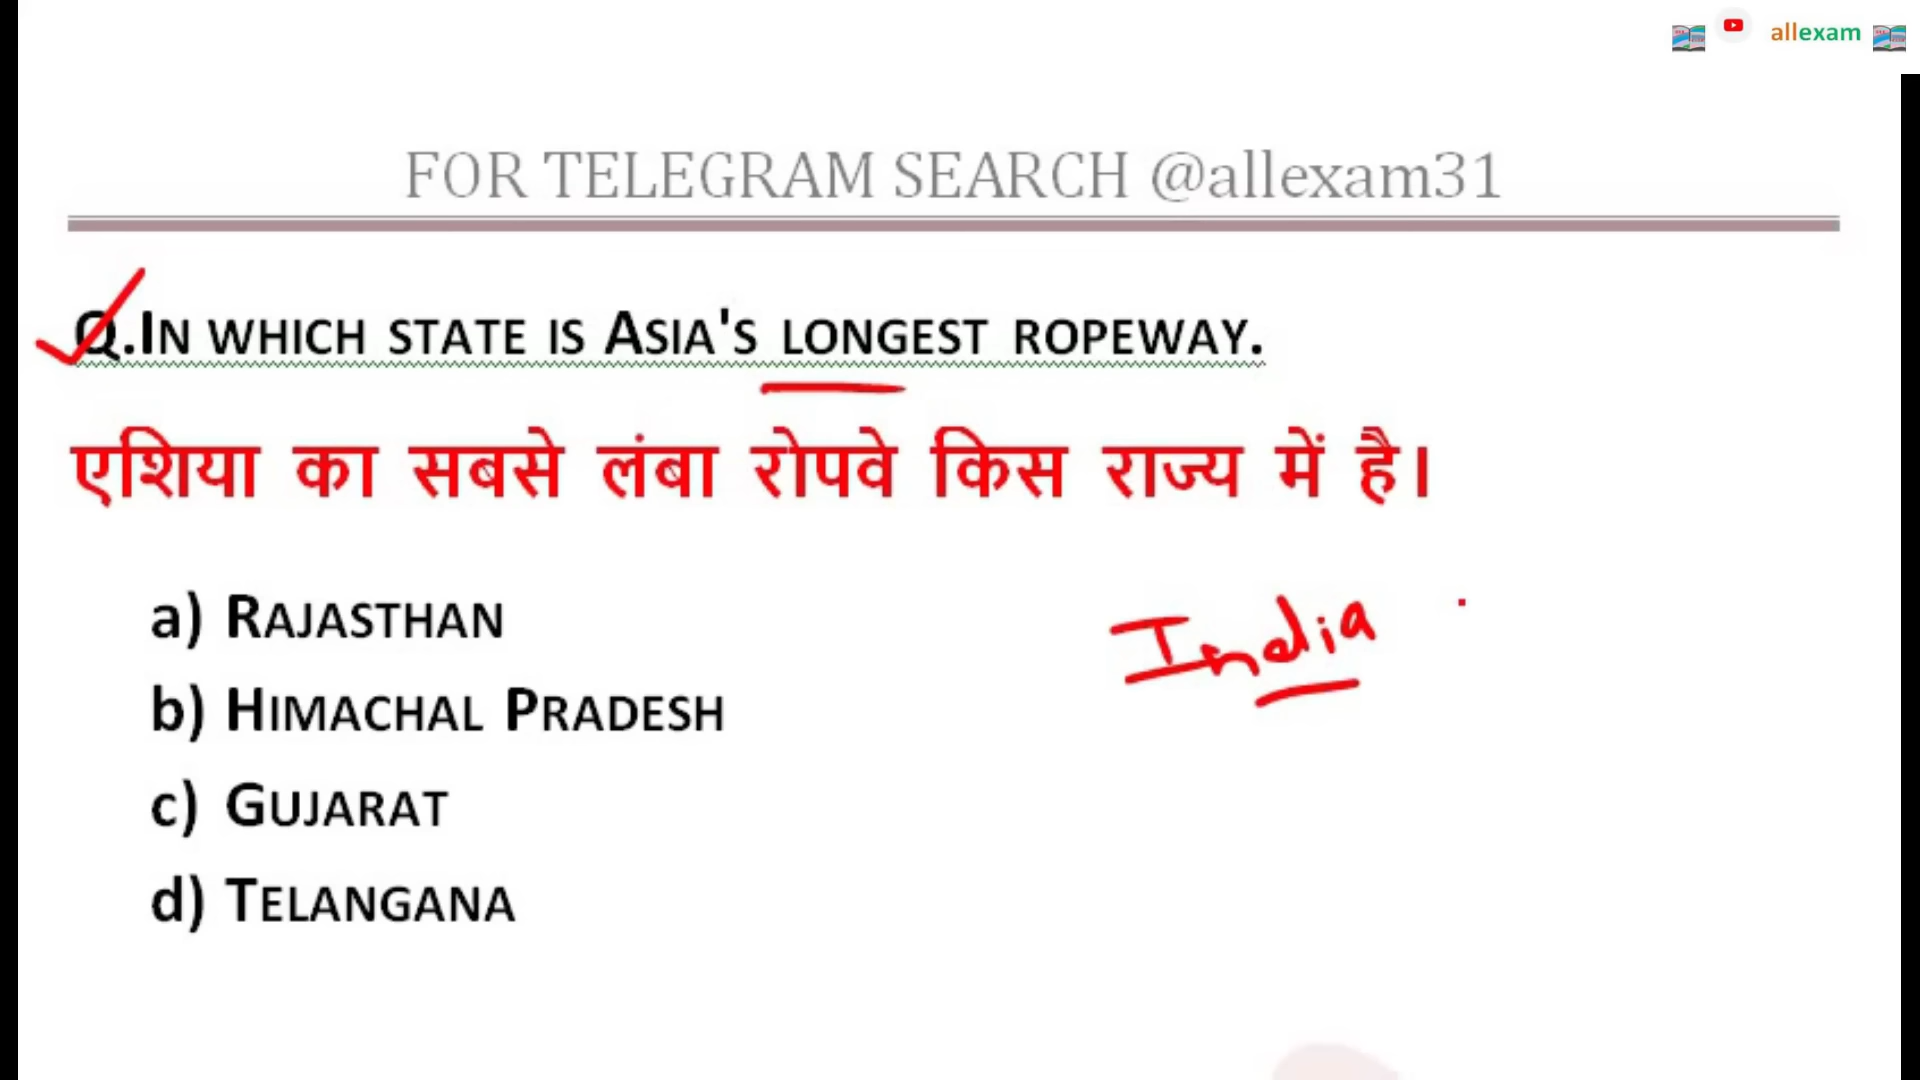 allexam
FOR TELEGRAM SEARCH @allexam31
Q.IN WHICH STATE IS ASIA'S LONGEST ROPEWAY.
एशिया का सबसे लंबा रोपवे किस राज्य में है।
a) RAJASTHAN
India
b) HIMACHAL PRADESH
c) GUJARAT
d) TELANGANA